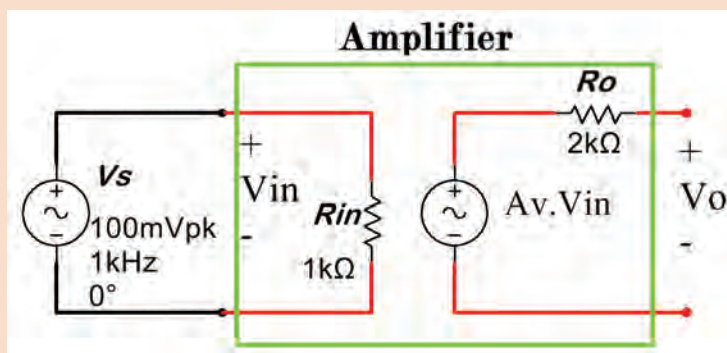 Amplifier
Ro
2kΩ
+
Vs
100mVpk
1kHz
0°
+
Vin
-
Rin
1kΩ
+
~
-
Av.Vin
+
Vo
-